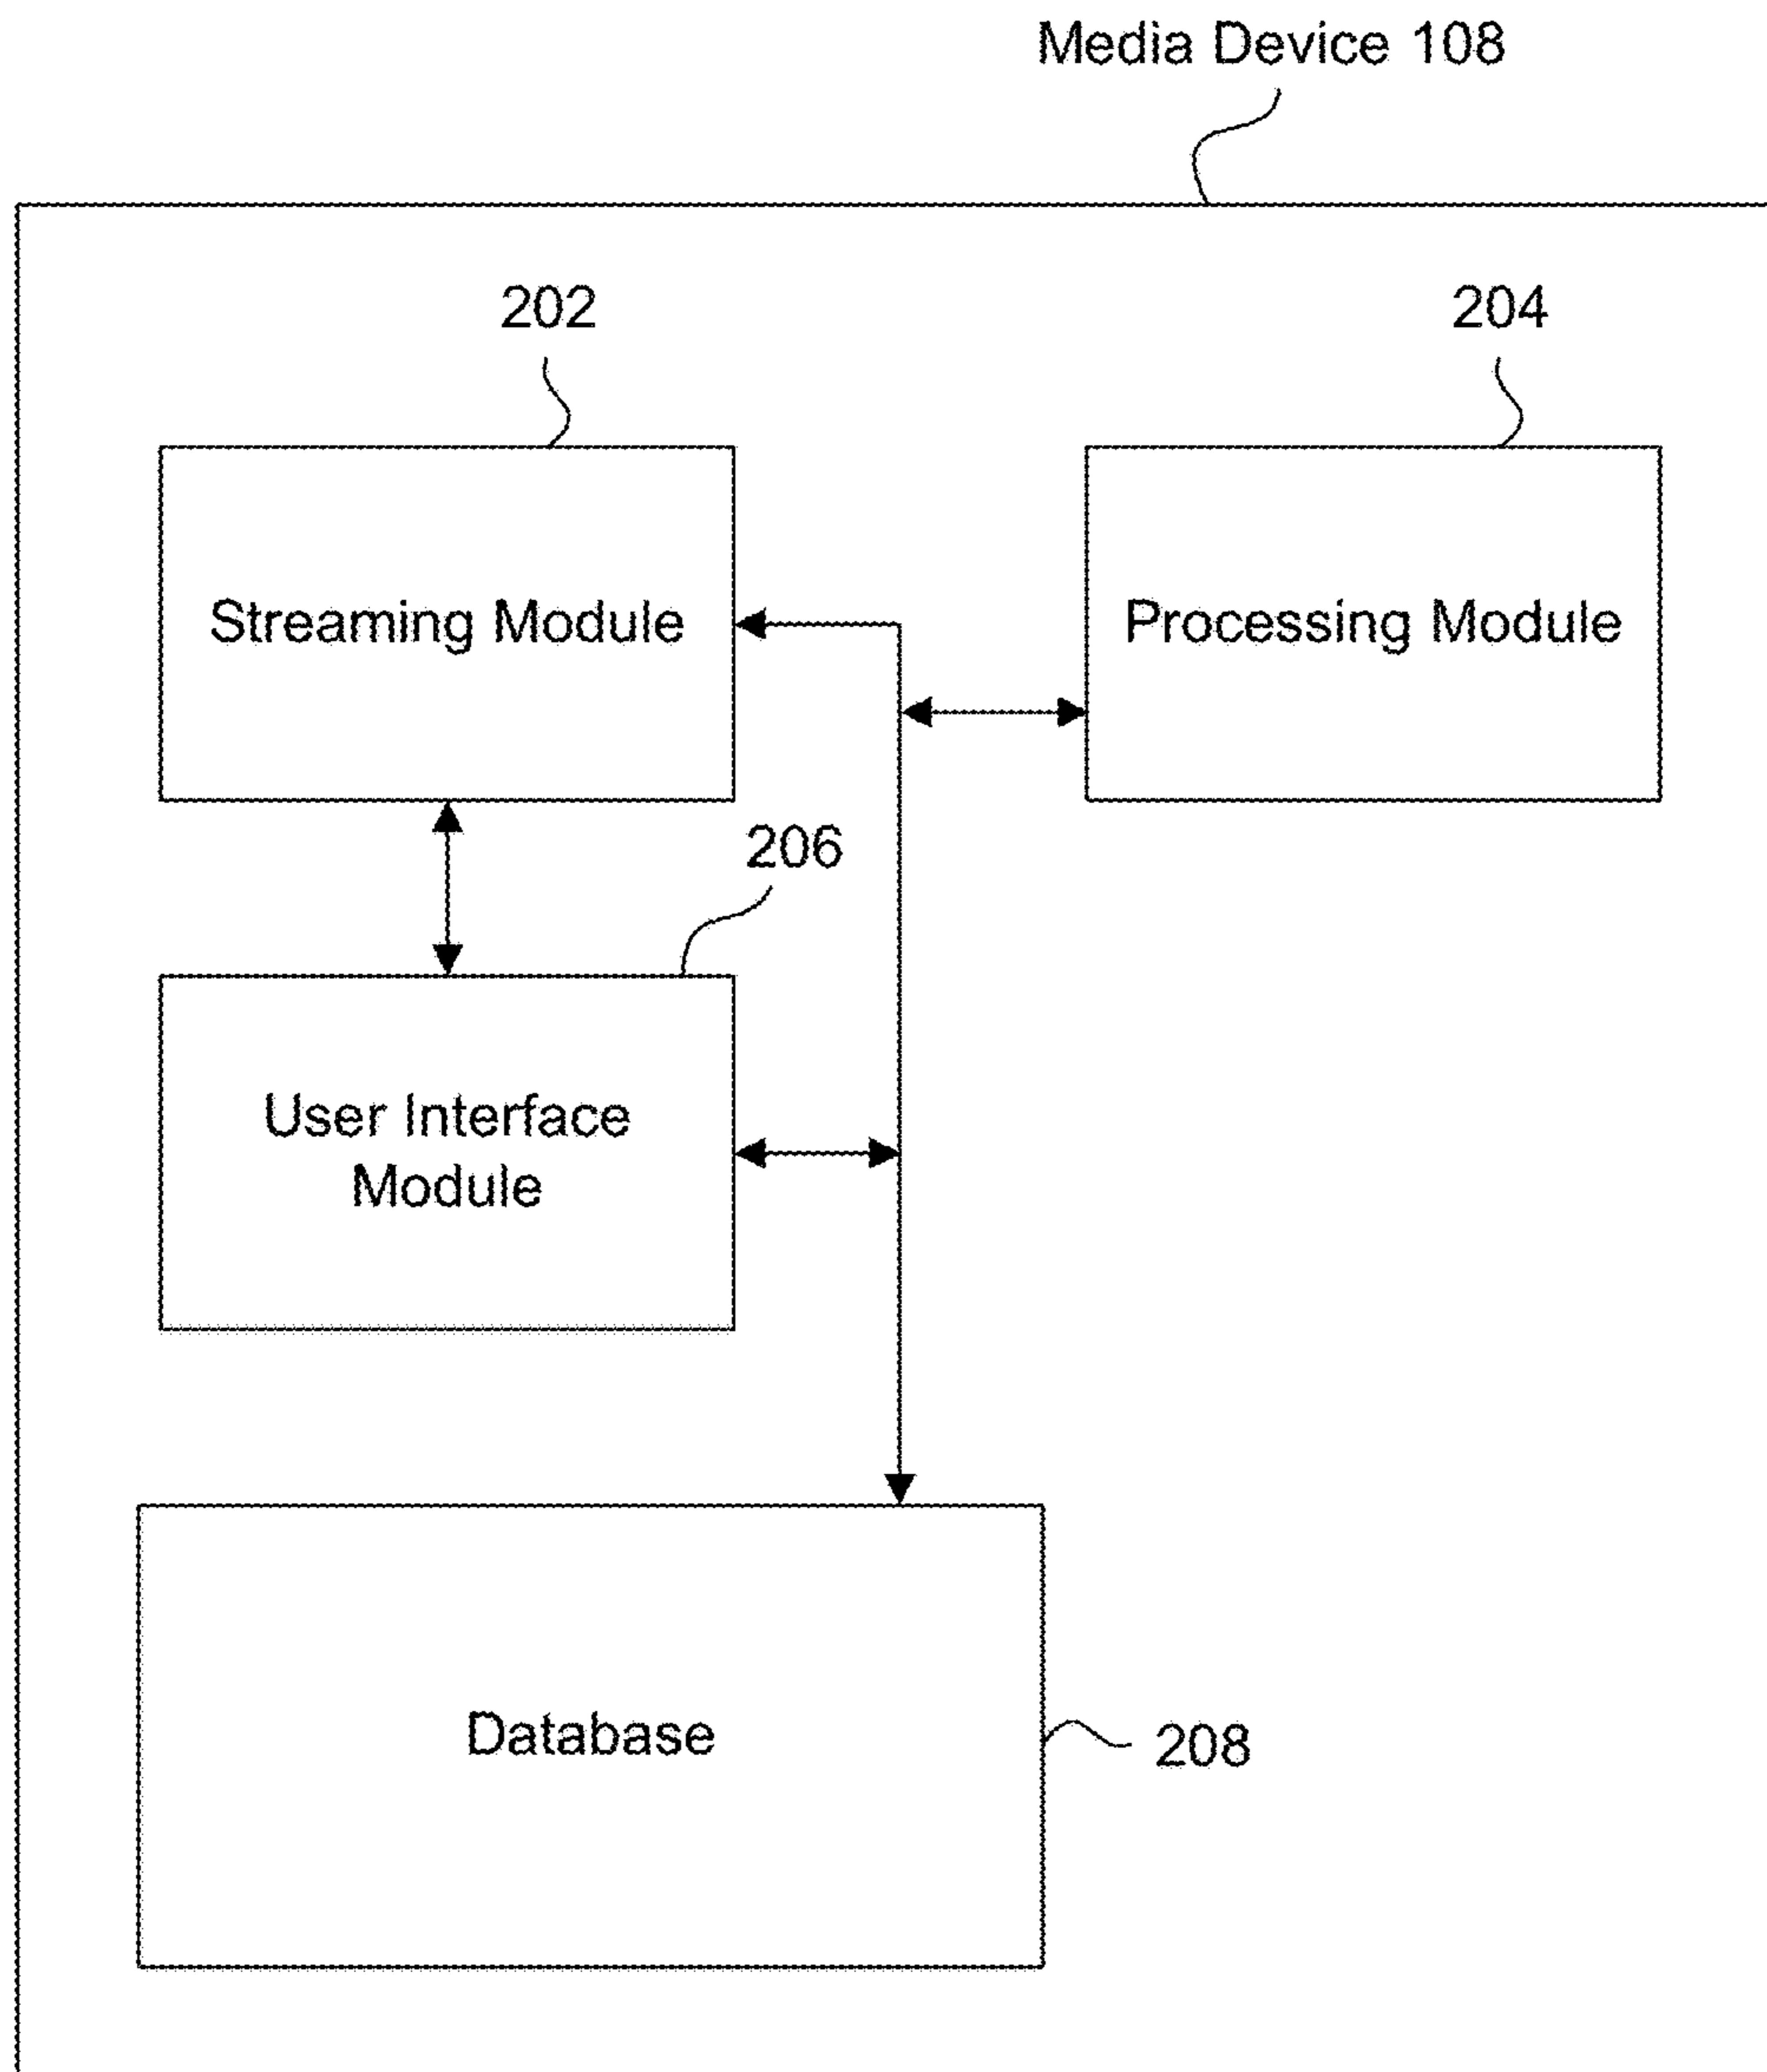 Media Device 108
202
204
Streaming Module
Processing Module
206
User Interface
Module
Database
208